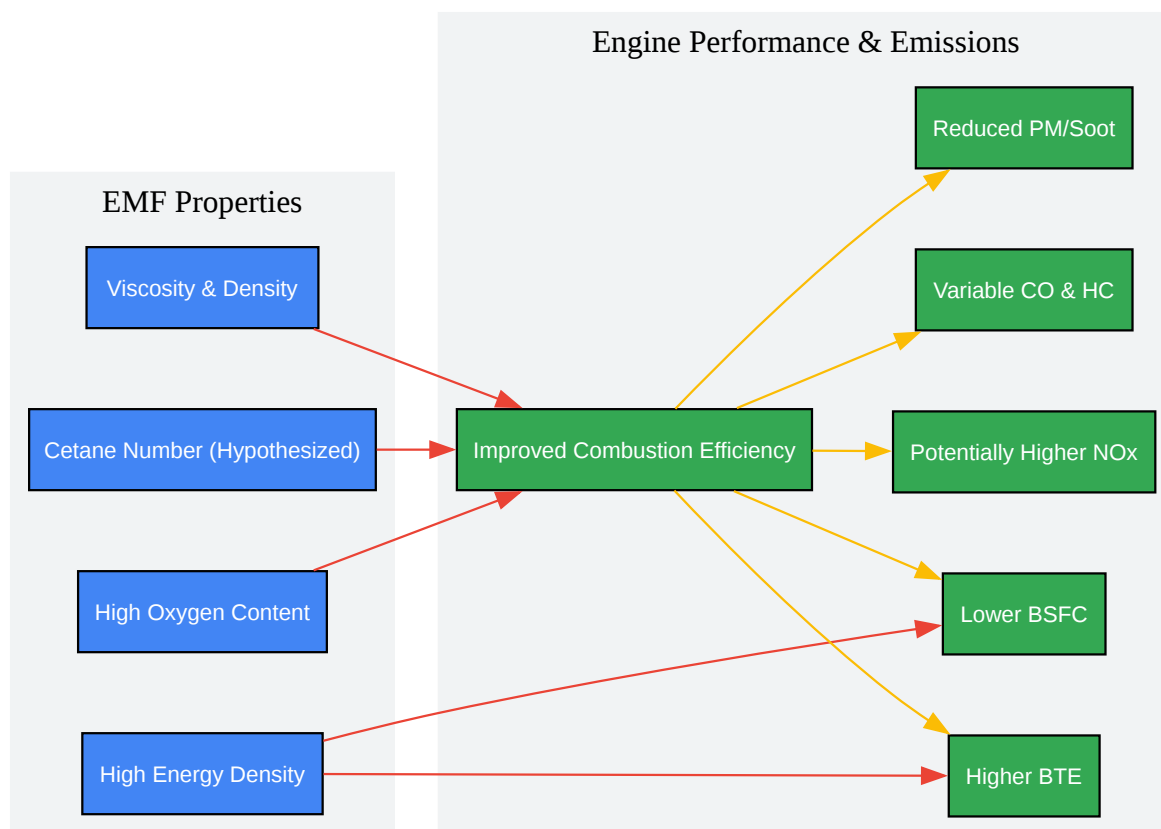 Engine Performance & Emissions
Reduced PM/Soot
EMF Properties
Viscosity & Density
Variable CO & HC
Cetane Number (Hypothesized)
Improved Combustion Efficiency
Potentially Higher NOx
High Oxygen Content
Lower BSFC
High Energy Density
Higher BTE